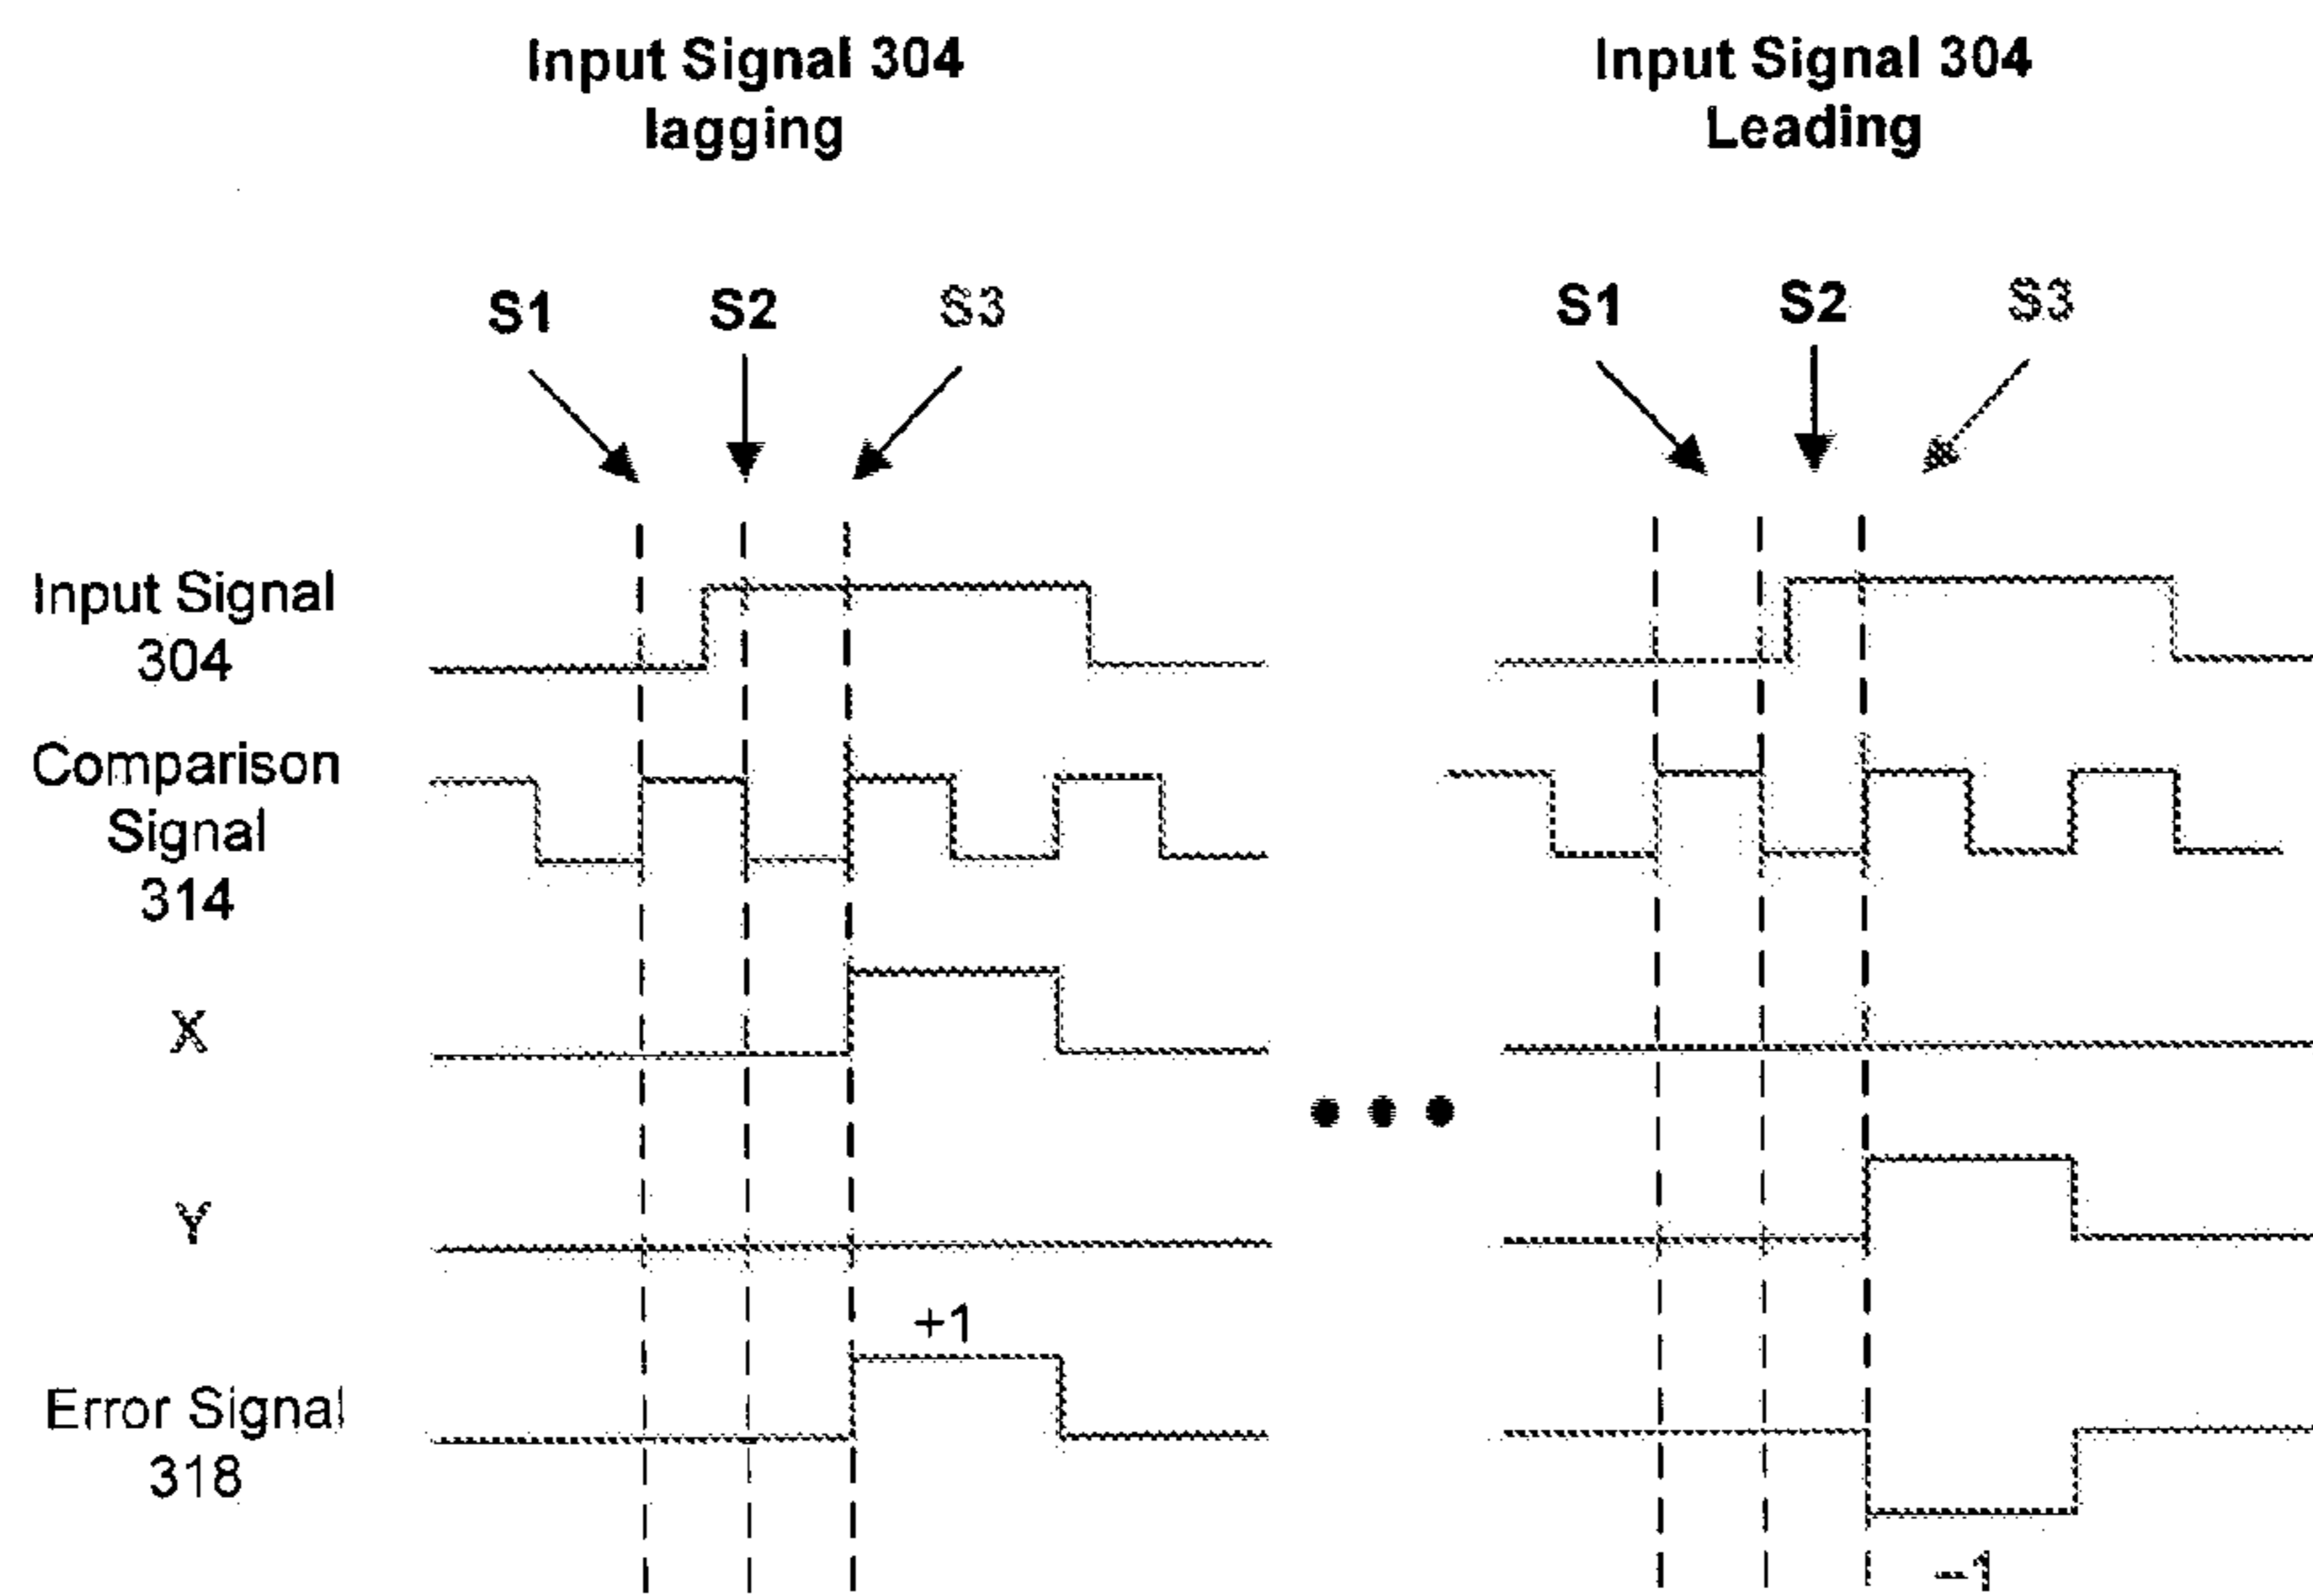 Input Signal 304
lagging
Input Signal 304
Leading
S1
S2
S3
S1
S2
S3
Input Signal
304
Comparison
Signal
314
X
Y
+1
Error Signal
318
-1